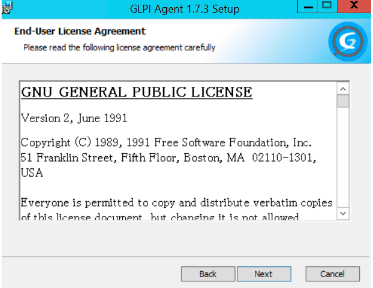 GLPI Agent 1.7.3 Setup
End-User License Agreement
Please read the following license agreement carefully
GNU GENERAL PUBLIC LICENSE
Version 2, June 1991
Copyright (C) 1989, 1991 Free Software Foundation, Inc.
51 Franklin Street, Fifth Floor, Boston, MA  02110-1301,
USA
Everyone is permitted to copy and distribute verbatim copies
of this license document, but changing it is not allowed.
Back
Next
Cancel